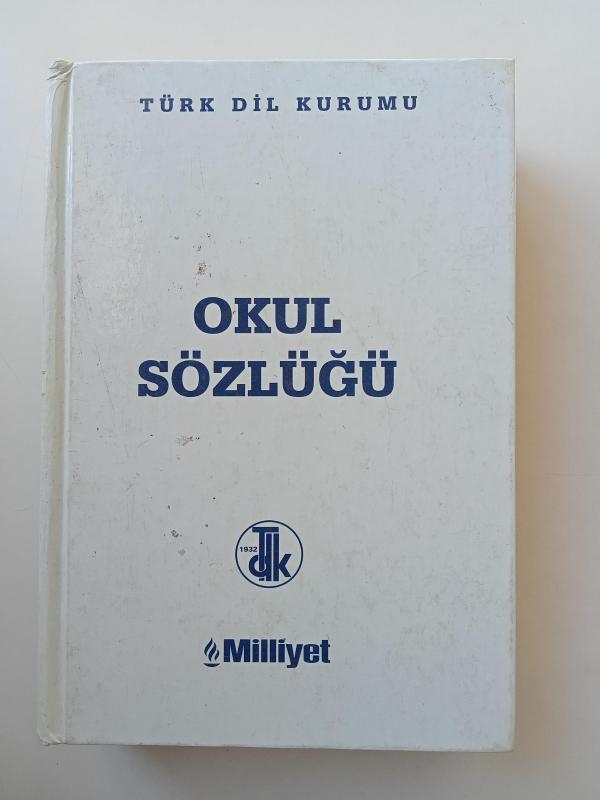 TÜRK DİL KURUMU
OKUL
SÖZLÜĞÜ
1932
Tdk
Milliyet